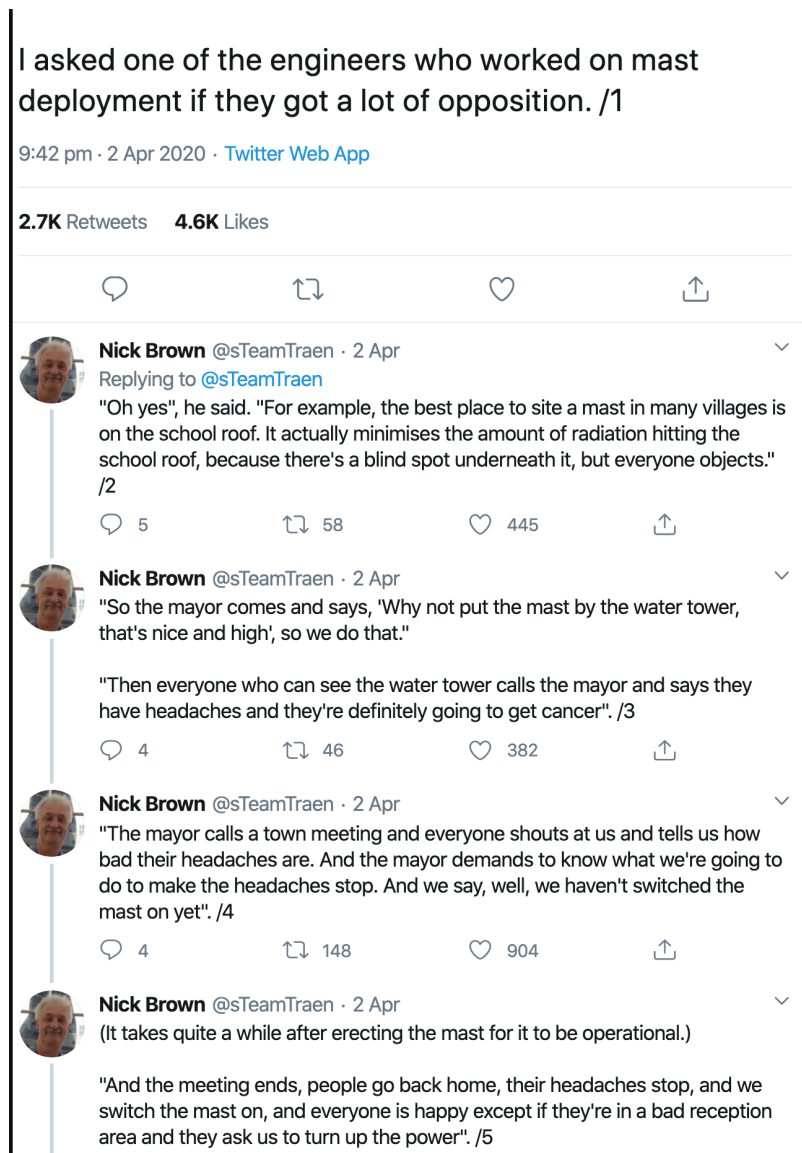 I asked one of the engineers who worked on mast
deployment if they got a lot of opposition. /1
9:42 pm · 2 Apr 2020 · Twitter Web App
2.7K Retweets 4.6K Likes
Nick Brown @sTeamTraen · 2 Apr
Replying to @sTeamTraen
"Oh yes", he said. "For example, the best place to site a mast in many villages is
on the school roof. It actually minimises the amount of radiation hitting the
school roof, because there's a blind spot underneath it, but everyone objects."
/2
5 58 445
Nick Brown @sTeamTraen · 2 Apr
"So the mayor comes and says, 'Why not put the mast by the water tower,
that's nice and high', so we do that."
"Then everyone who can see the water tower calls the mayor and says they
have headaches and they're definitely going to get cancer". /3
4 46 382
Nick Brown @sTeamTraen · 2 Apr
"The mayor calls a town meeting and everyone shouts at us and tells us how
bad their headaches are. And the mayor demands to know what we're going to
do to make the headaches stop. And we say, well, we haven't switched the
mast on yet". /4
4 148 904
Nick Brown @sTeamTraen · 2 Apr
(It takes quite a while after erecting the mast for it to be operational.)
"And the meeting ends, people go back home, their headaches stop, and we
switch the mast on, and everyone is happy except if they're in a bad reception
area and they ask us to turn up the power". /5